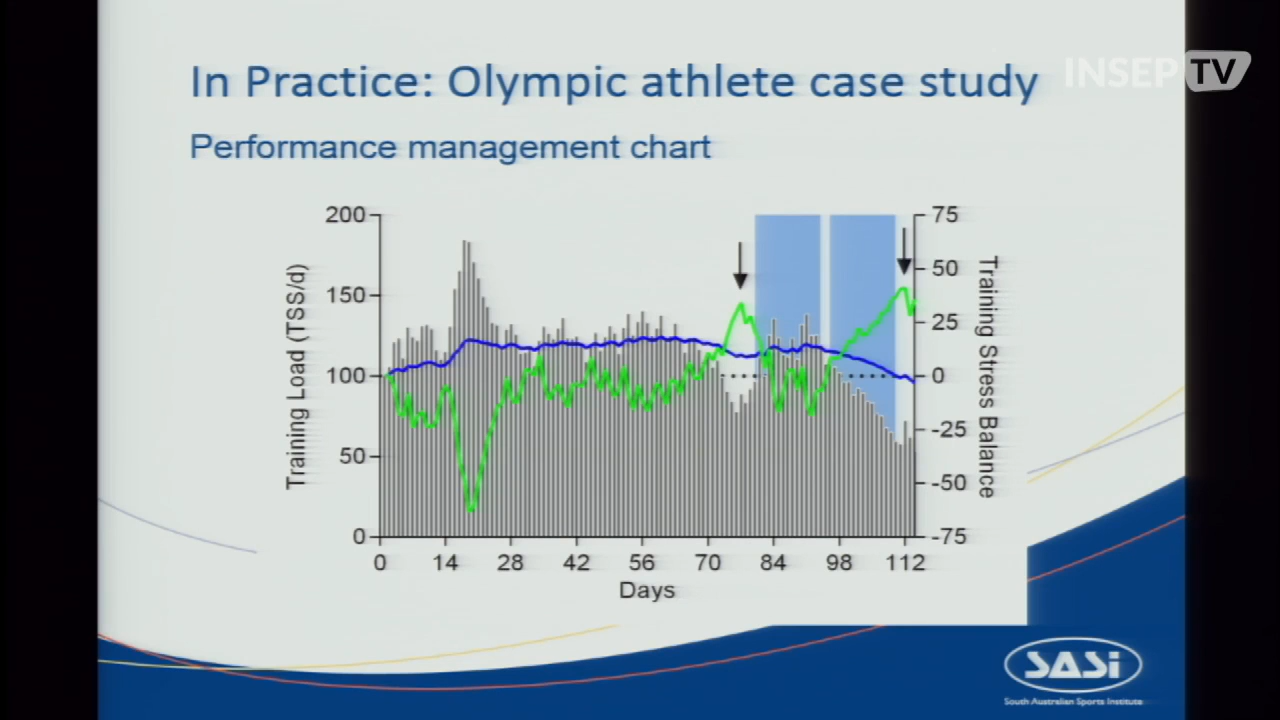 In Practice: Olympic athlete case study
INSEP TV
Performance management chart
200
150
100
50
0
Training Load (TSS/d)
75
50
25
0
-25
-50
-75
Training Stress Balance
0 14 28 42 56 70 84 98 112
Days
SASi
South Australian Sports Institute